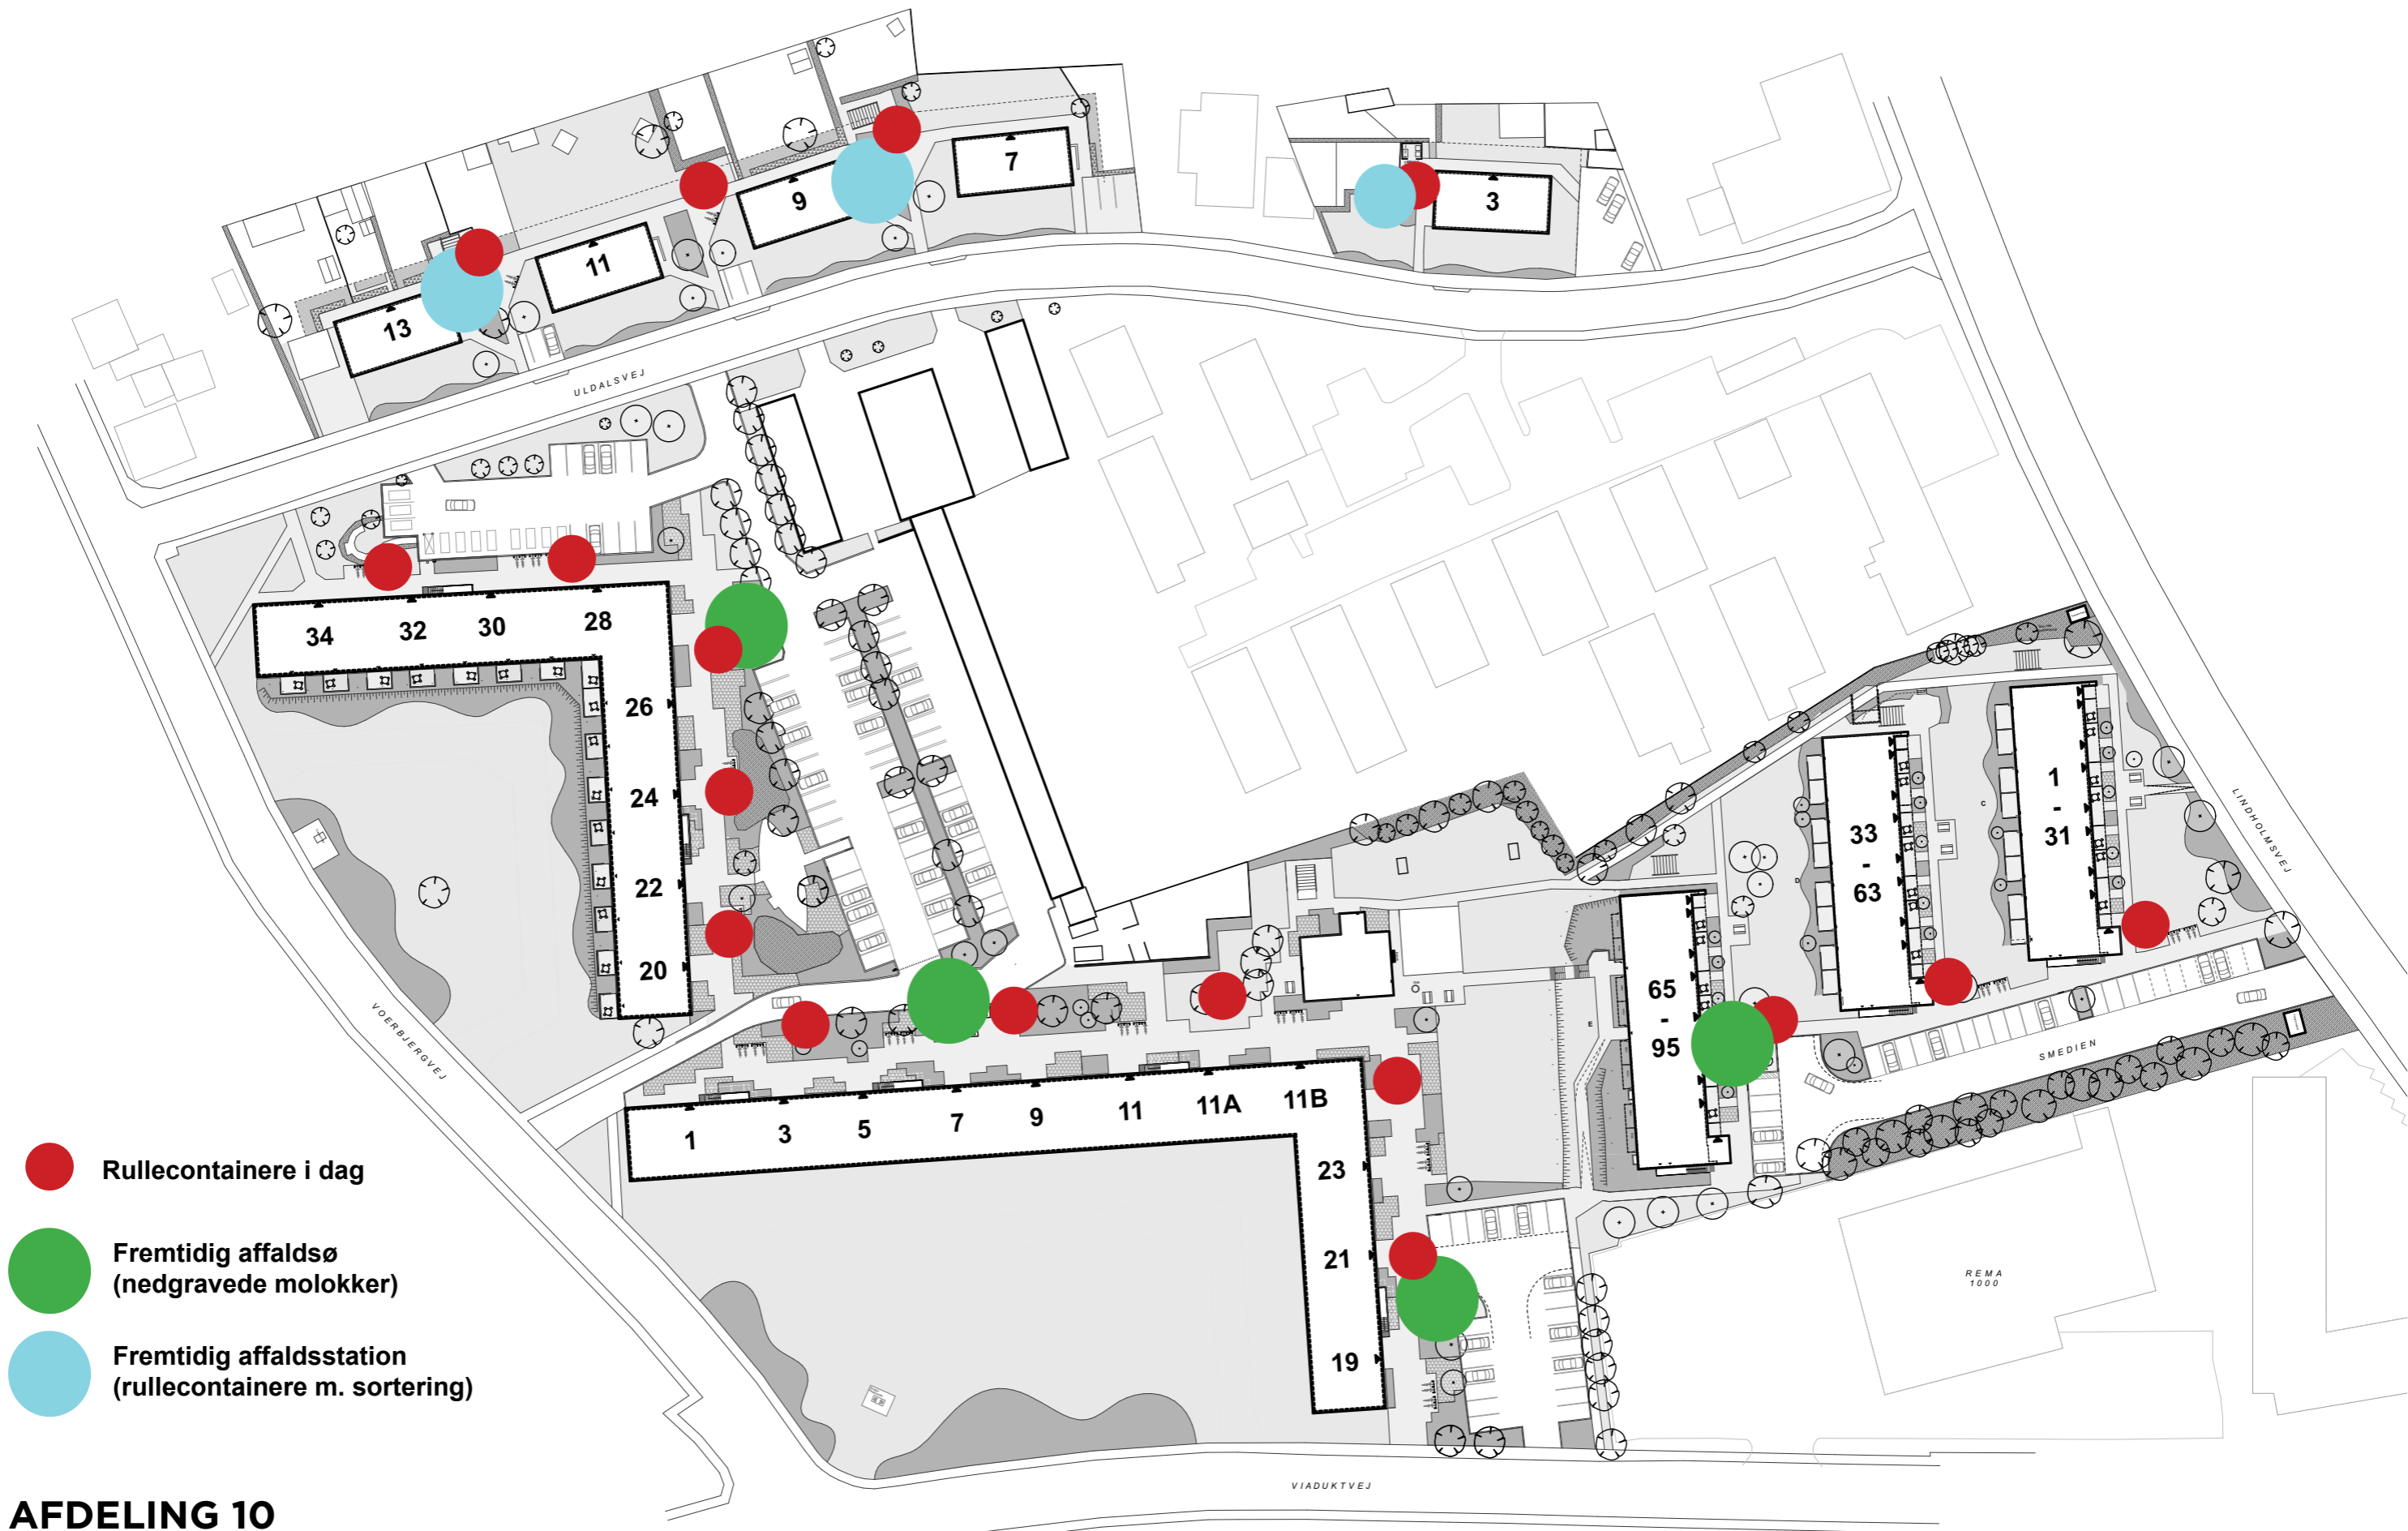 7
9
3
11
13
ULDALSVEJ
34
32
30
28
26
24
22
20
1
-
31
33
-
63
65
-
95
C
D
E
LINDHOLMSVEJ
SMEDIEN
VOERBJERGVEJ
1
3
5
7
9
11
11A
11B
23
21
19
REMA
1000
VIADUKTVEJ
Rullecontainere i dag
Fremtidig affaldsø
(nedgravede molokker)
Fremtidig affaldsstation
(rullecontainere m. sortering)
AFDELING 10